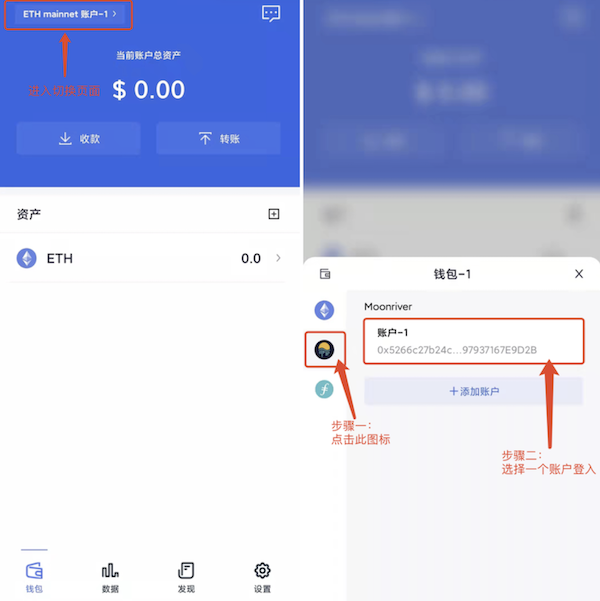 ETH mainnet 账户-1 >
当前账户总资产
进入切换页面
$ 0.00
收款
转账
资产
ETH
0.0
钱包
数据
发现
设置
钱包-1
Moonriver
账户-1
0x5266c27b24c...97937167E9D2B
+添加账户
步骤一:
点击此图标
步骤二:
选择一个账户登入